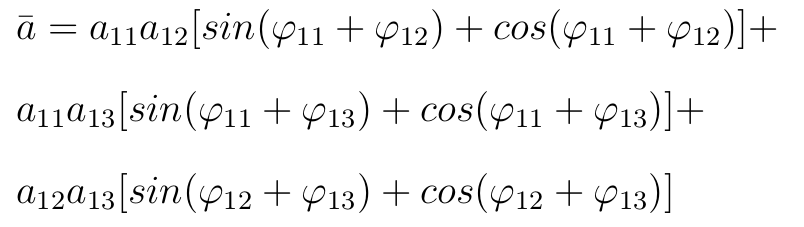 ā = a₁₁a₁₂[sin(φ₁₁ + φ₁₂) + cos(φ₁₁ + φ₁₂)]+
a₁₁a₁₃[sin(φ₁₁ + φ₁₃) + cos(φ₁₁ + φ₁₃)]+
a₁₂a₁₃[sin(φ₁₂ + φ₁₃) + cos(φ₁₂ + φ₁₃)]